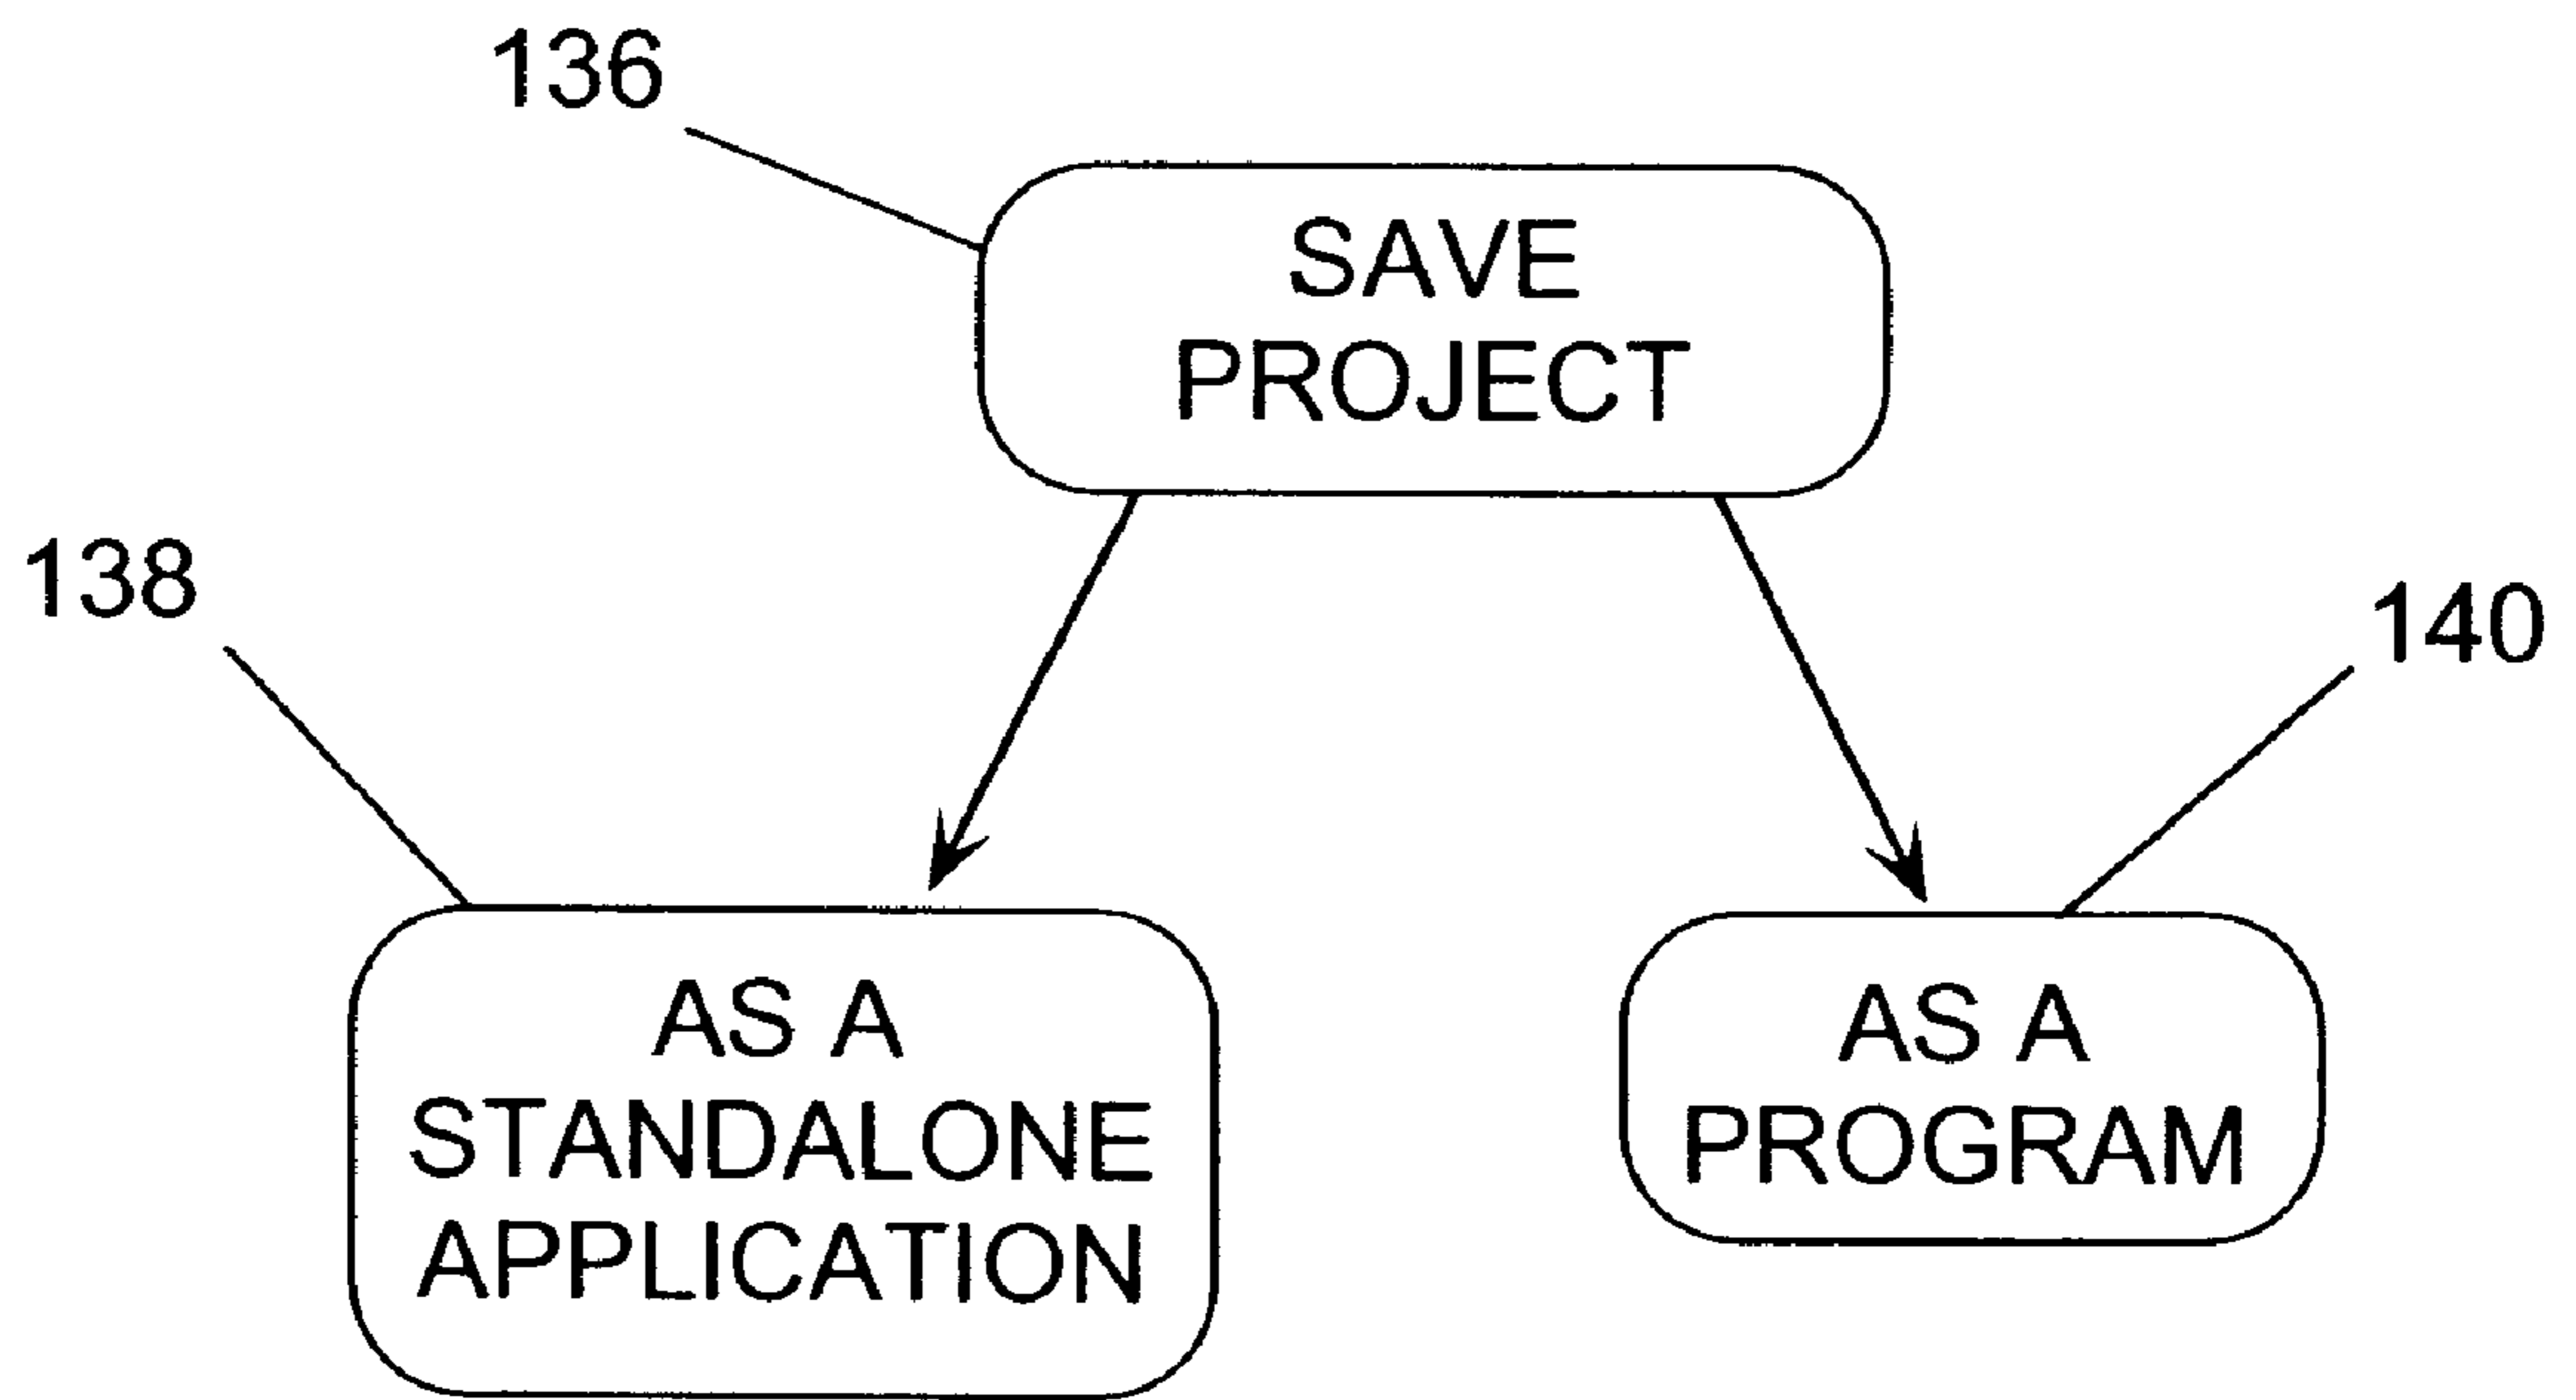 136
SAVE
PROJECT
138
140
AS A
STANDALONE
APPLICATION
AS A
PROGRAM